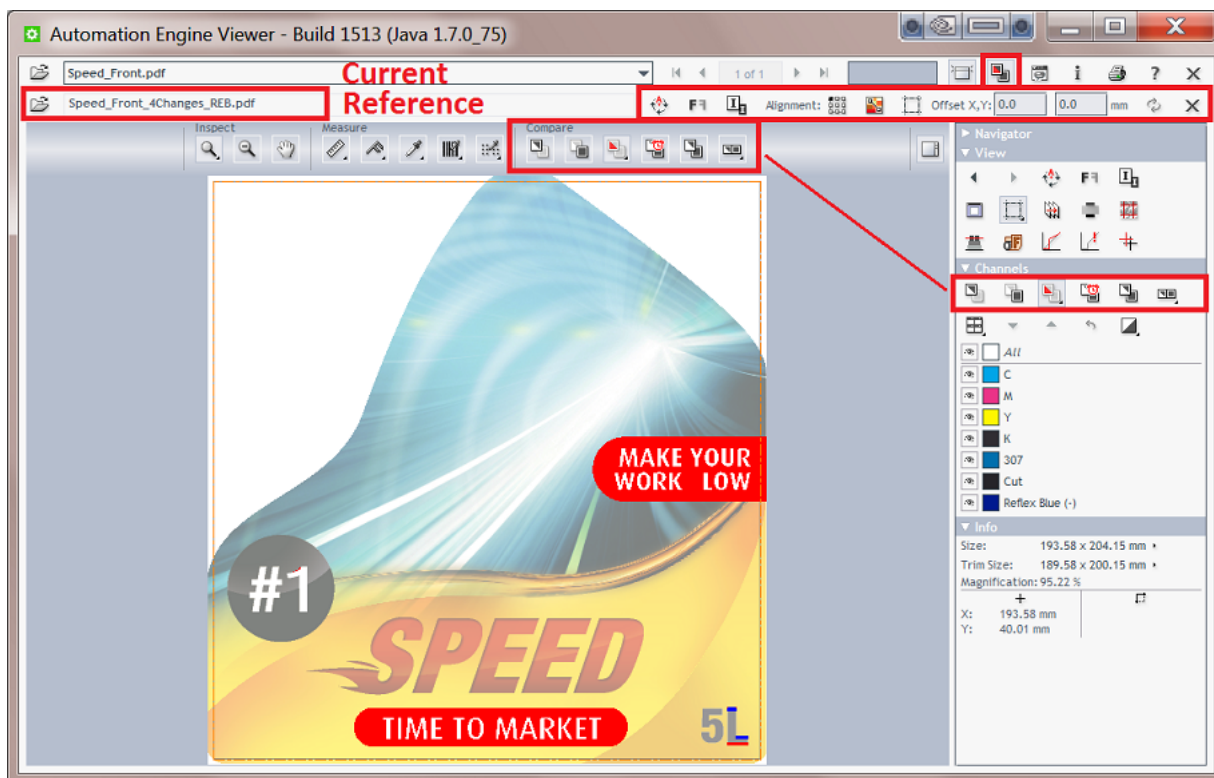 Automation Engine Viewer - Build 1513 (Java 1.7.0_75)
Speed_Front.pdf
Current
1 of 1
i
?
X
Speed_Front_4Changes_REB.pdf
Reference
Alignment:
Offset X,Y: 0.0 0.0 mm
Inspect
Measure
Compare
Navigator
View
Channels
All
C
M
Y
K
307
Cut
Reflex Blue (-)
Info
Size: 193.58 x 204.15 mm
Trim Size: 189.58 x 200.15 mm
Magnification: 95.22 %
X: 193.58 mm
Y: 40.01 mm
MAKE YOUR
WORK LOW
#1
SPEED
TIME TO MARKET
5L